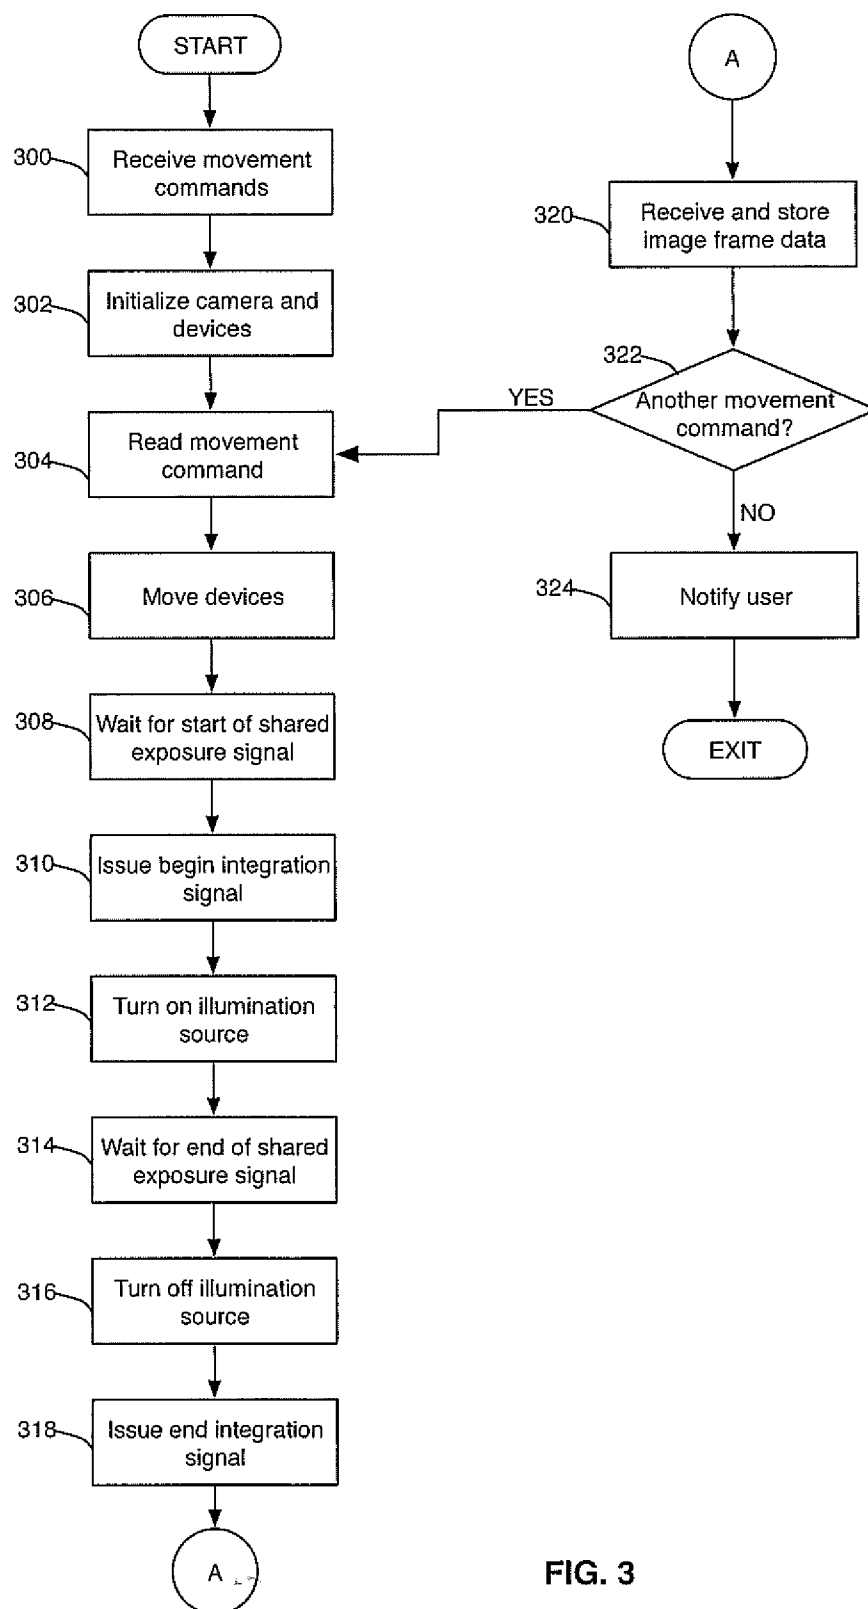 START
300
Receive movement
commands
302
Initialize camera and
devices
304
Read movement
command
306
Move devices
308
Wait for start of shared
exposure signal
310
Issue begin integration
signal
312
Turn on illumination
source
314
Wait for end of shared
exposure signal
316
Turn off illumination
source
318
Issue end integration
signal
A
A
320
Receive and store
image frame data
322
Another movement
command?
YES
NO
324
Notify user
EXIT
FIG. 3